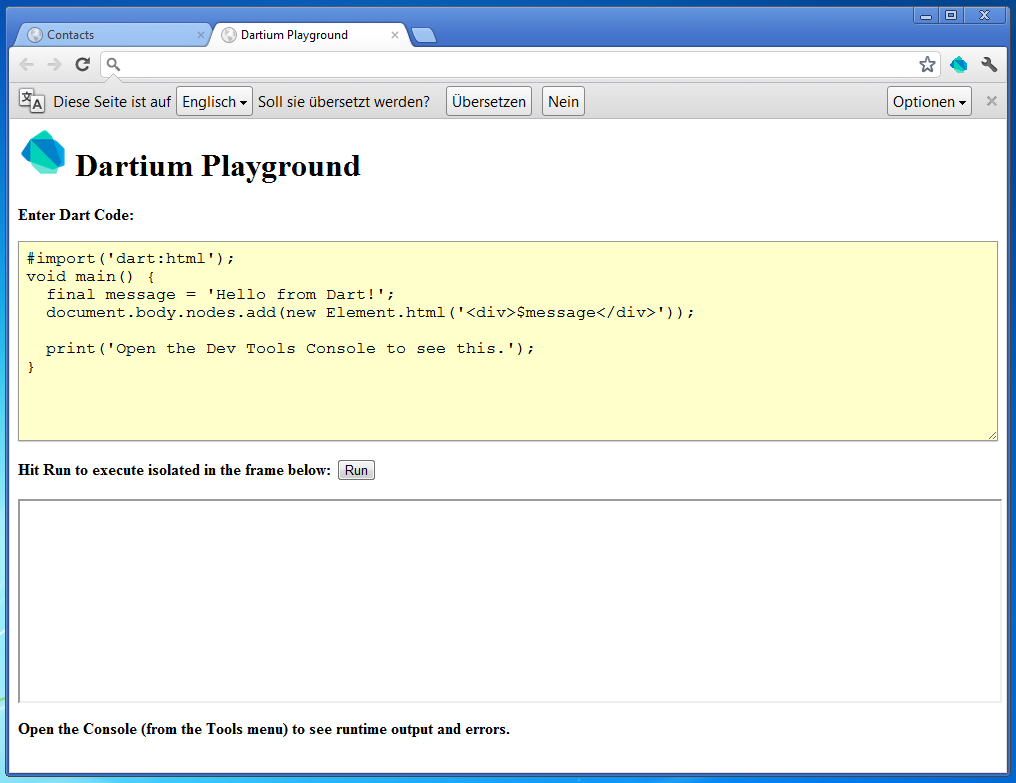 Contacts
Dartium Playground
Diese Seite ist auf Englisch Soll sie übersetzt werden? Übersetzen Nein Optionen
Dartium Playground
Enter Dart Code:
#import('dart:html');
void main() {
  final message = 'Hello from Dart!';
  document.body.nodes.add(new Element.html('<div>$message</div>'));
  print('Open the Dev Tools Console to see this.');
}
Hit Run to execute isolated in the frame below: Run
Open the Console (from the Tools menu) to see runtime output and errors.